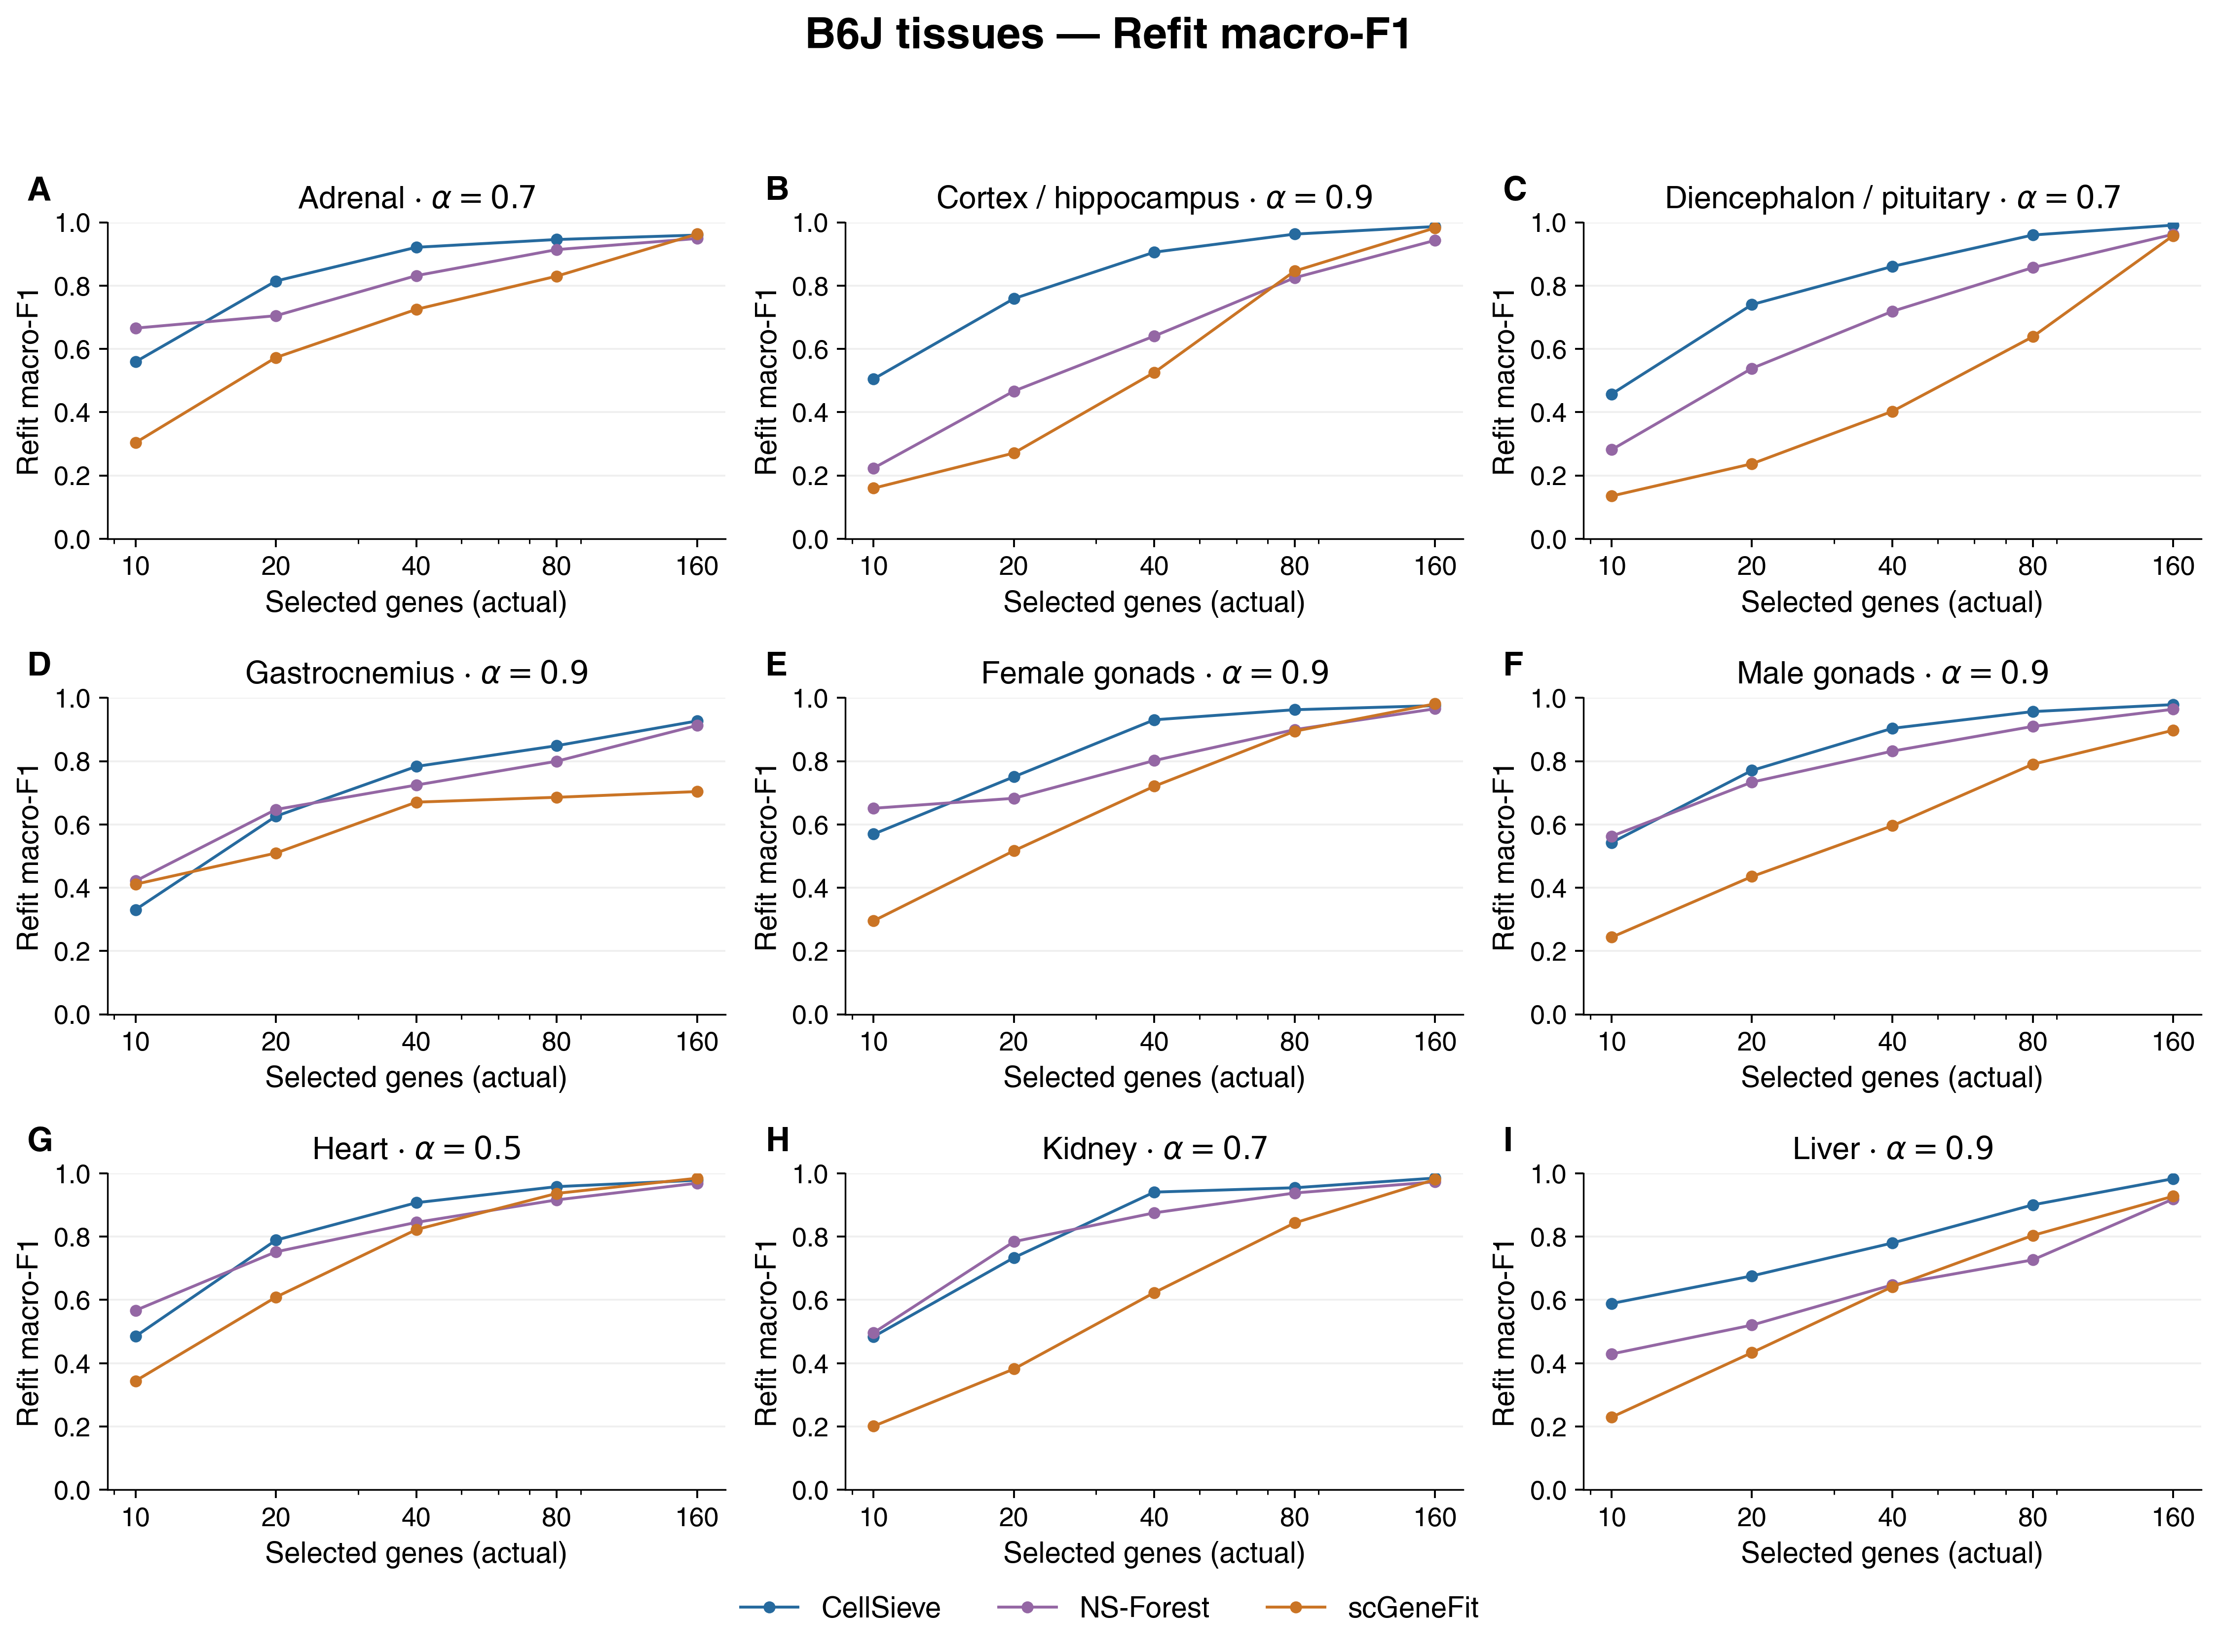 B6J tissues — Refit macro-F1
A
Adrenal · α = 0.7
1.0
0.8
0.6
0.4
0.2
0.0
Refit macro-F1
10 20 40 80 160
Selected genes (actual)
B
Cortex / hippocampus · α = 0.9
1.0
0.8
0.6
0.4
0.2
0.0
Refit macro-F1
10 20 40 80 160
Selected genes (actual)
C
Diencephalon / pituitary · α = 0.7
1.0
0.8
0.6
0.4
0.2
0.0
Refit macro-F1
10 20 40 80 160
Selected genes (actual)
D
Gastrocnemius · α = 0.9
1.0
0.8
0.6
0.4
0.2
0.0
Refit macro-F1
10 20 40 80 160
Selected genes (actual)
E
Female gonads · α = 0.9
1.0
0.8
0.6
0.4
0.2
0.0
Refit macro-F1
10 20 40 80 160
Selected genes (actual)
F
Male gonads · α = 0.9
1.0
0.8
0.6
0.4
0.2
0.0
Refit macro-F1
10 20 40 80 160
Selected genes (actual)
G
Heart · α = 0.5
1.0
0.8
0.6
0.4
0.2
0.0
Refit macro-F1
10 20 40 80 160
Selected genes (actual)
H
Kidney · α = 0.7
1.0
0.8
0.6
0.4
0.2
0.0
Refit macro-F1
10 20 40 80 160
Selected genes (actual)
I
Liver · α = 0.9
1.0
0.8
0.6
0.4
0.2
0.0
Refit macro-F1
10 20 40 80 160
Selected genes (actual)
CellSieve NS-Forest scGeneFit